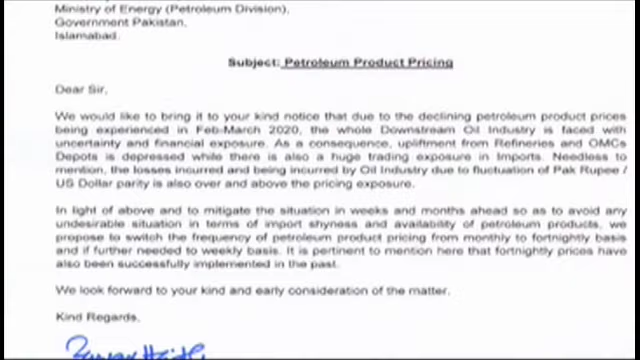 Ministry of Energy (Petroleum Division),
Government Pakistan,
Islamabad.
Subject: Petroleum Product Pricing
Dear Sir,
We would like to bring it to your kind notice that due to the declining petroleum product prices
being experienced in Feb-March 2020, the whole Downstream Oil Industry is faced with
uncertainty and financial exposure. As a consequence, upliftment from Refineries and OMCs
Depots is depressed while there is also a huge trading exposure in Imports. Needless to
mention, the losses incurred and being incurred by Oil Industry due to fluctuation of Pak Rupee /
US Dollar parity is also over and above the pricing exposure.
In light of above and to mitigate the situation in weeks and months ahead so as to avoid any
undesirable situation in terms of import shyness and availability of petroleum products, we
propose to switch the frequency of petroleum product pricing from monthly to fortnightly basis
and if further needed to weekly basis. It is pertinent to mention here that fortnightly prices have
also been successfully implemented in the past.
We look forward to your kind and early consideration of the matter.
Kind Regards,